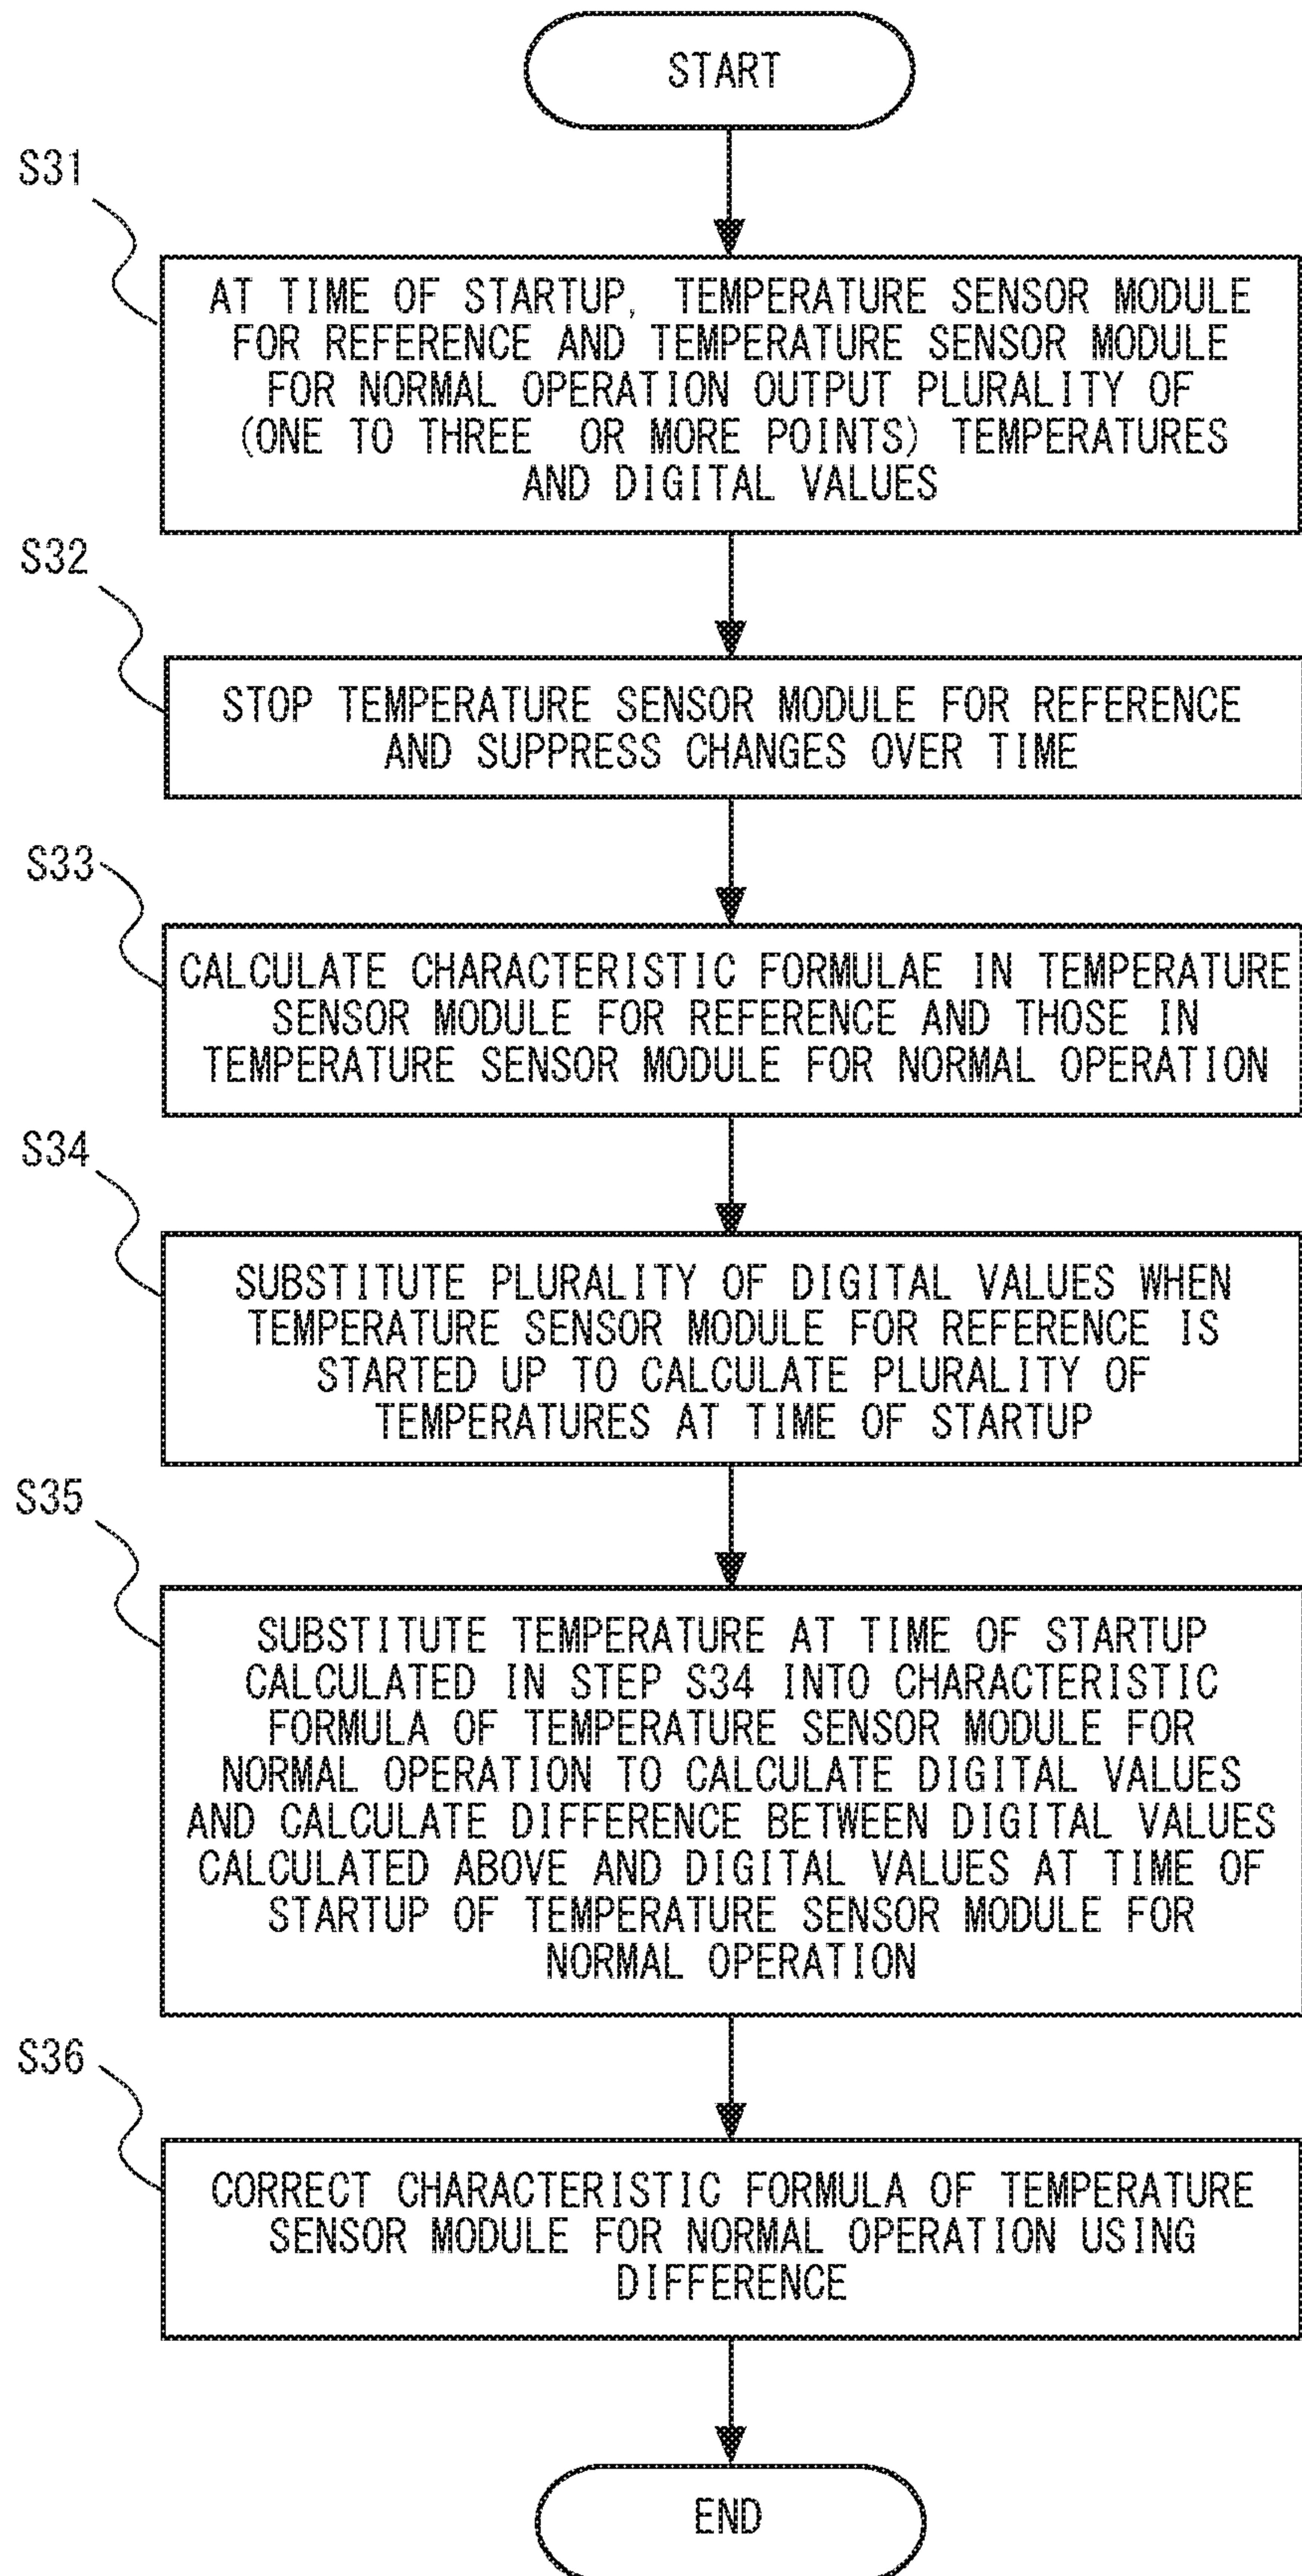 START
S31
AT TIME OF STARTUP, TEMPERATURE SENSOR MODULE
FOR REFERENCE AND TEMPERATURE SENSOR MODULE
FOR NORMAL OPERATION OUTPUT PLURALITY OF
(ONE TO THREE OR MORE POINTS) TEMPERATURES
AND DIGITAL VALUES
S32
STOP TEMPERATURE SENSOR MODULE FOR REFERENCE
AND SUPPRESS CHANGES OVER TIME
S33
CALCULATE CHARACTERISTIC FORMULAE IN TEMPERATURE
SENSOR MODULE FOR REFERENCE AND THOSE IN
TEMPERATURE SENSOR MODULE FOR NORMAL OPERATION
S34
SUBSTITUTE PLURALITY OF DIGITAL VALUES WHEN
TEMPERATURE SENSOR MODULE FOR REFERENCE IS
STARTED UP TO CALCULATE PLURALITY OF
TEMPERATURES AT TIME OF STARTUP
S35
SUBSTITUTE TEMPERATURE AT TIME OF STARTUP
CALCULATED IN STEP S34 INTO CHARACTERISTIC
FORMULA OF TEMPERATURE SENSOR MODULE FOR
NORMAL OPERATION TO CALCULATE DIGITAL VALUES
AND CALCULATE DIFFERENCE BETWEEN DIGITAL VALUES
CALCULATED ABOVE AND DIGITAL VALUES AT TIME OF
STARTUP OF TEMPERATURE SENSOR MODULE FOR
NORMAL OPERATION
S36
CORRECT CHARACTERISTIC FORMULA OF TEMPERATURE
SENSOR MODULE FOR NORMAL OPERATION USING
DIFFERENCE
END